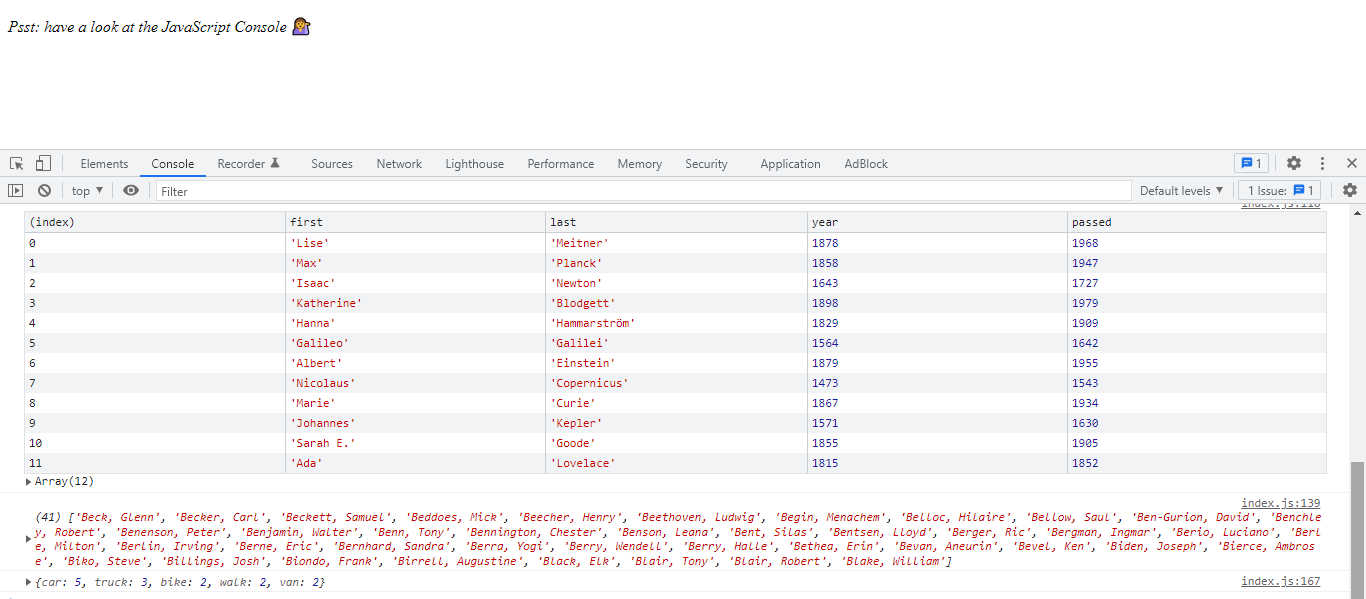 Psst: have a look at the JavaScript Console 🕵️‍♀️
Elements Console Recorder Sources Network Lighthouse Performance Memory Security Application AdBlock 1
top ▼ Filter Default levels ▼ 1 Issue: 1
index.js:118
(index) first last year passed
0 'Lise' 'Meitner' 1878 1968
1 'Max' 'Planck' 1858 1947
2 'Isaac' 'Newton' 1643 1727
3 'Katherine' 'Blodgett' 1898 1979
4 'Hanna' 'Hammarström' 1829 1909
5 'Galileo' 'Galilei' 1564 1642
6 'Albert' 'Einstein' 1879 1955
7 'Nicolaus' 'Copernicus' 1473 1543
8 'Marie' 'Curie' 1867 1934
9 'Johannes' 'Kepler' 1571 1630
10 'Sarah E.' 'Goode' 1855 1905
11 'Ada' 'Lovelace' 1815 1852
▶ Array(12)
index.js:139
(41) ['Beck, Glenn', 'Becker, Carl', 'Beckett, Samuel', 'Beddoes, Mick', 'Beecher, Henry', 'Beethoven, Ludwig', 'Begin, Menachem', 'Belloc, Hilaire', 'Bellow, Saul', 'Ben-Gurion, David', 'Benchle
y, Robert', 'Benenson, Peter', 'Benjamin, Walter', 'Benn, Tony', 'Bennington, Chester', 'Benson, Leana', 'Bent, Silas', 'Bentsen, Lloyd', 'Berger, Ric', 'Bergman, Ingmar', 'Berio, Luciano', 'Berl
e, Milton', 'Berlin, Irving', 'Berne, Eric', 'Bernhard, Sandra', 'Berra, Yogi', 'Berry, Wendell', 'Berry, Halle', 'Bethea, Erin', 'Bevan, Aneurin', 'Bevel, Ken', 'Biden, Joseph', 'Bierce, Ambros
e', 'Biko, Steve', 'Billings, Josh', 'Biondo, Frank', 'Birrell, Augustine', 'Black, Elk', 'Blair, Tony', 'Blair, Robert', 'Blake, William']
▶ {car: 5, truck: 3, bike: 2, walk: 2, van: 2} index.js:167